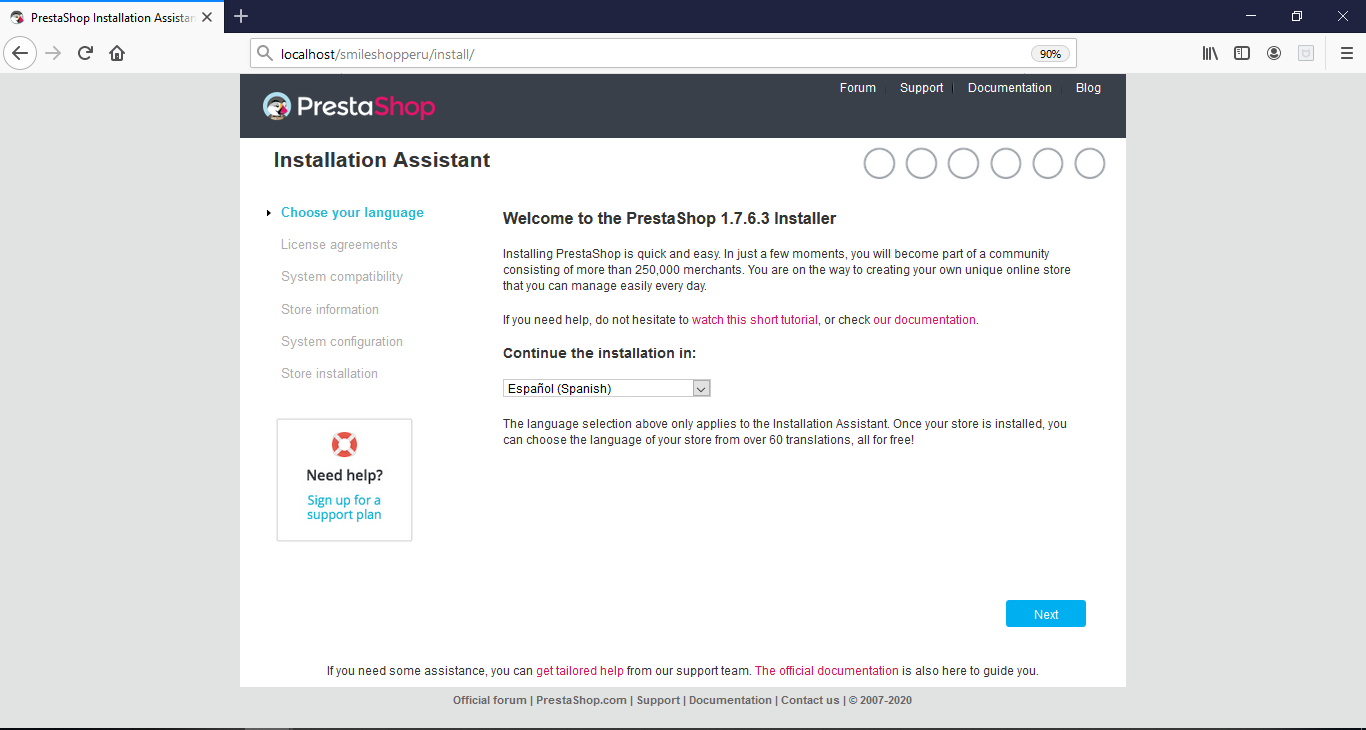 PrestaShop Installation Assistan
localhost/smileshopperu/install/
90%
Forum
Support
Documentation
Blog
PrestaShop
Installation Assistant
Choose your language
License agreements
System compatibility
Store information
System configuration
Store installation
Need help?
Sign up for a
support plan
Welcome to the PrestaShop 1.7.6.3 Installer
Installing PrestaShop is quick and easy. In just a few moments, you will become part of a community
consisting of more than 250,000 merchants. You are on the way to creating your own unique online store
that you can manage easily every day.
If you need help, do not hesitate to watch this short tutorial, or check our documentation.
Continue the installation in:
Español (Spanish)
The language selection above only applies to the Installation Assistant. Once your store is installed, you
can choose the language of your store from over 60 translations, all for free!
Next
If you need some assistance, you can get tailored help from our support team. The official documentation is also here to guide you.
Official forum | PrestaShop.com | Support | Documentation | Contact us | © 2007-2020